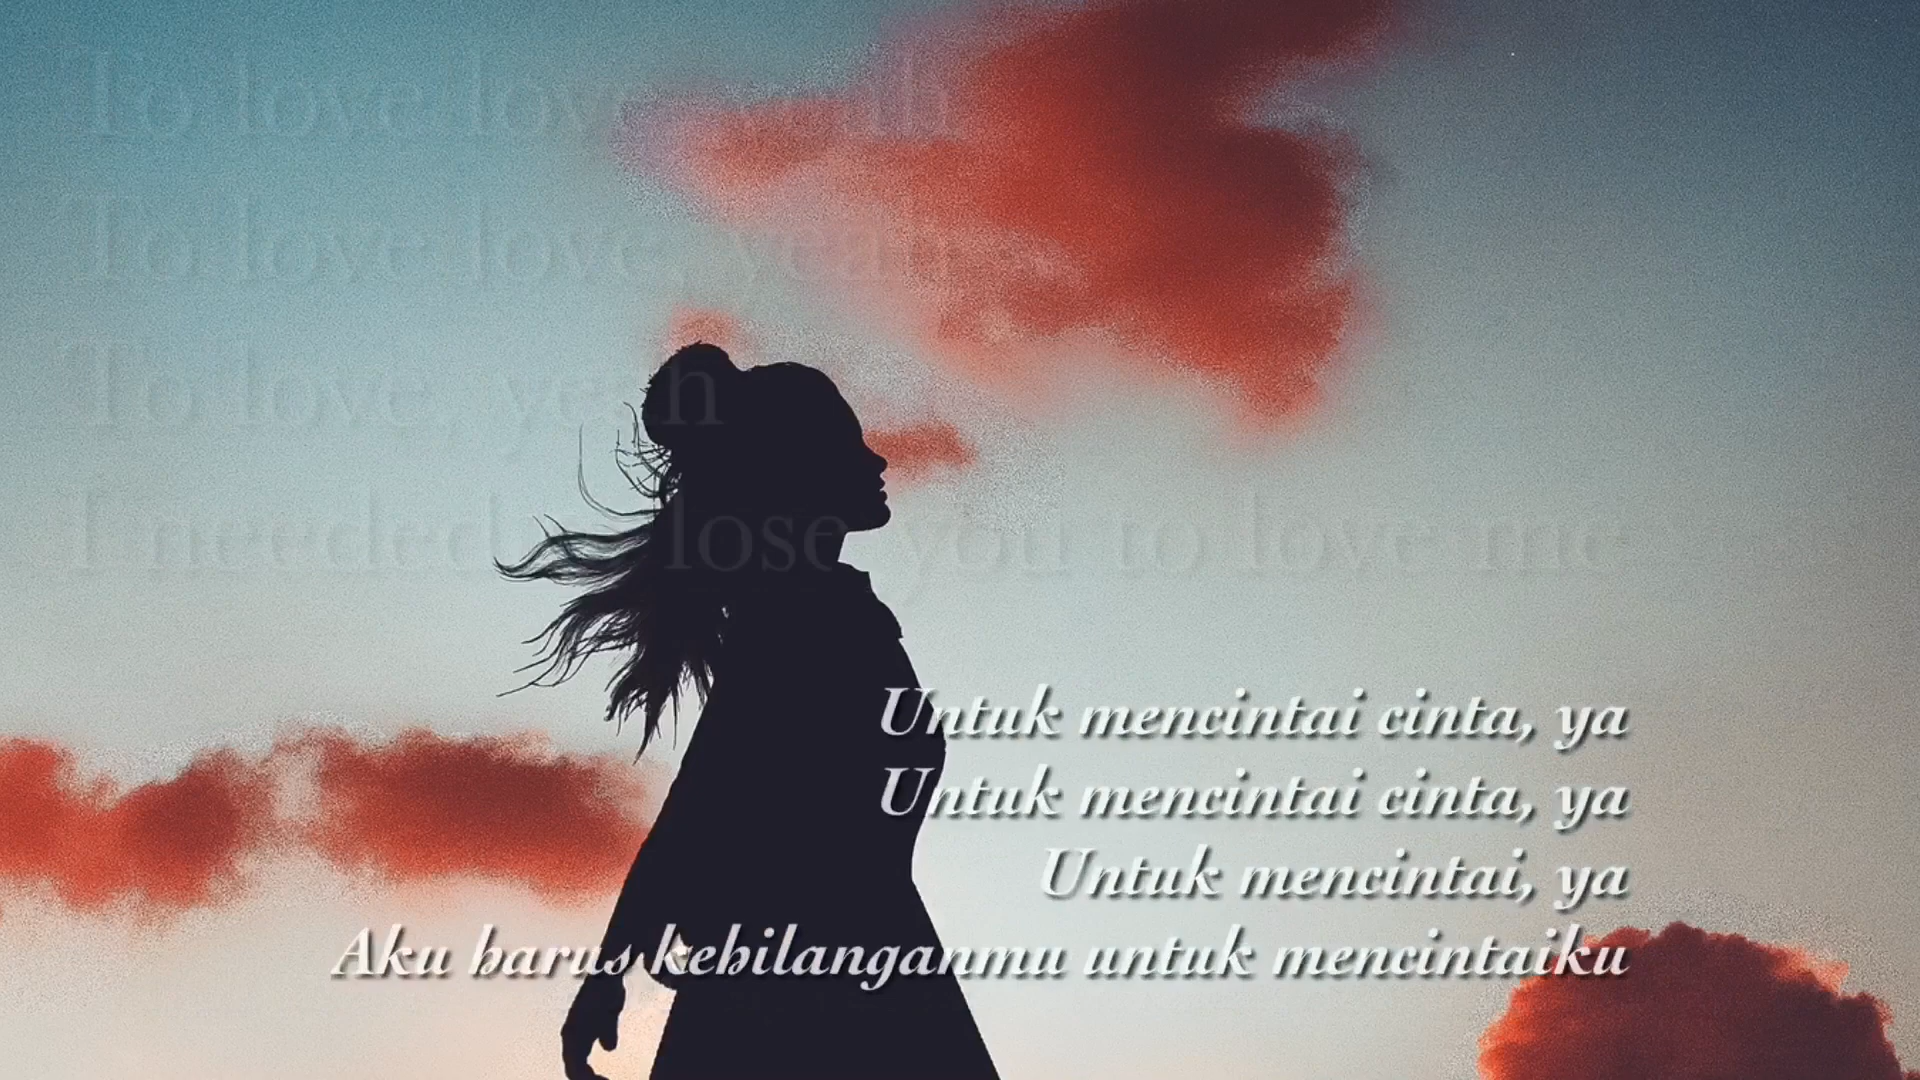 To love love, yeah
To love love, yeah
To love, yeah
I needed to lose you to love me
Untuk mencintai cinta, ya
Untuk mencintai cinta, ya
Untuk mencintai, ya
Aku harus kehilanganmu untuk mencintaiku